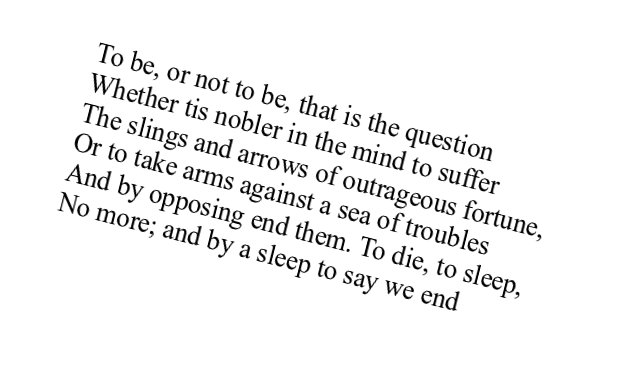 To be, or not to be, that is the question
Whether tis nobler in the mind to suffer
The slings and arrows of outrageous fortune,
Or to take arms against a sea of troubles
And by opposing end them. To die, to sleep,
No more; and by a sleep to say we end